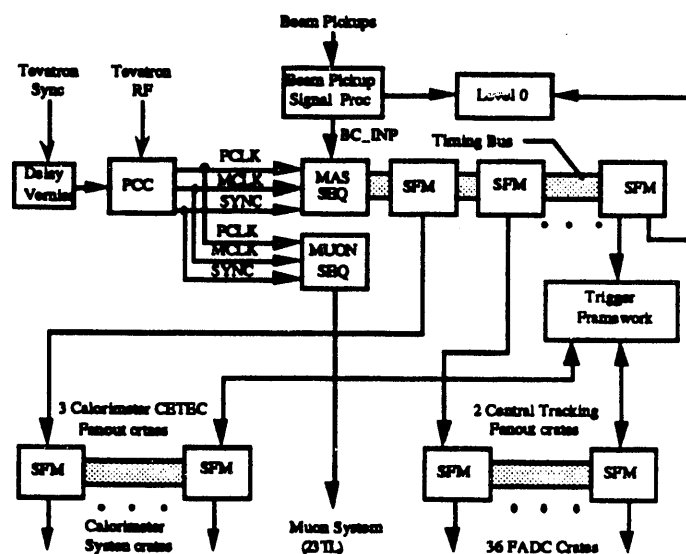 Beam Pickups
Tevatron
Sync
Tevatron
RF
Beam Pickup
Signal Proc
Level 0
BC_INP
Timing Bus
Delay
Vernier
PCC
PCLK
MCLK
SYNC
MAS
SEQ
SFM
SFM
SFM
PCLK
MCLK
SYNC
MUON
SEQ
Trigger
Framework
3 Calorimeter CETEC
Fanout crates
2 Central Tracking
Fanout crates
SFM
SFM
SFM
SFM
Calorimeter
System crates
Muon System
(23TL)
36 FADC Crates